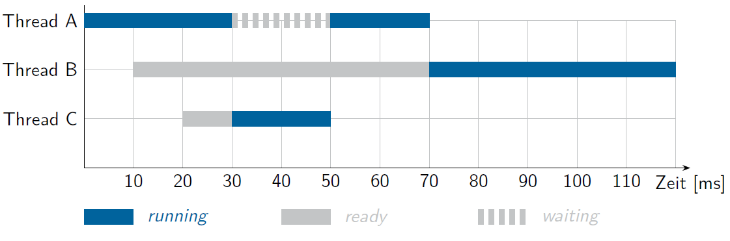 Thread A
Thread B
Thread C
10 20 30 40 50 60 70 80 90 100 110 Zeit [ms]
running ready waiting